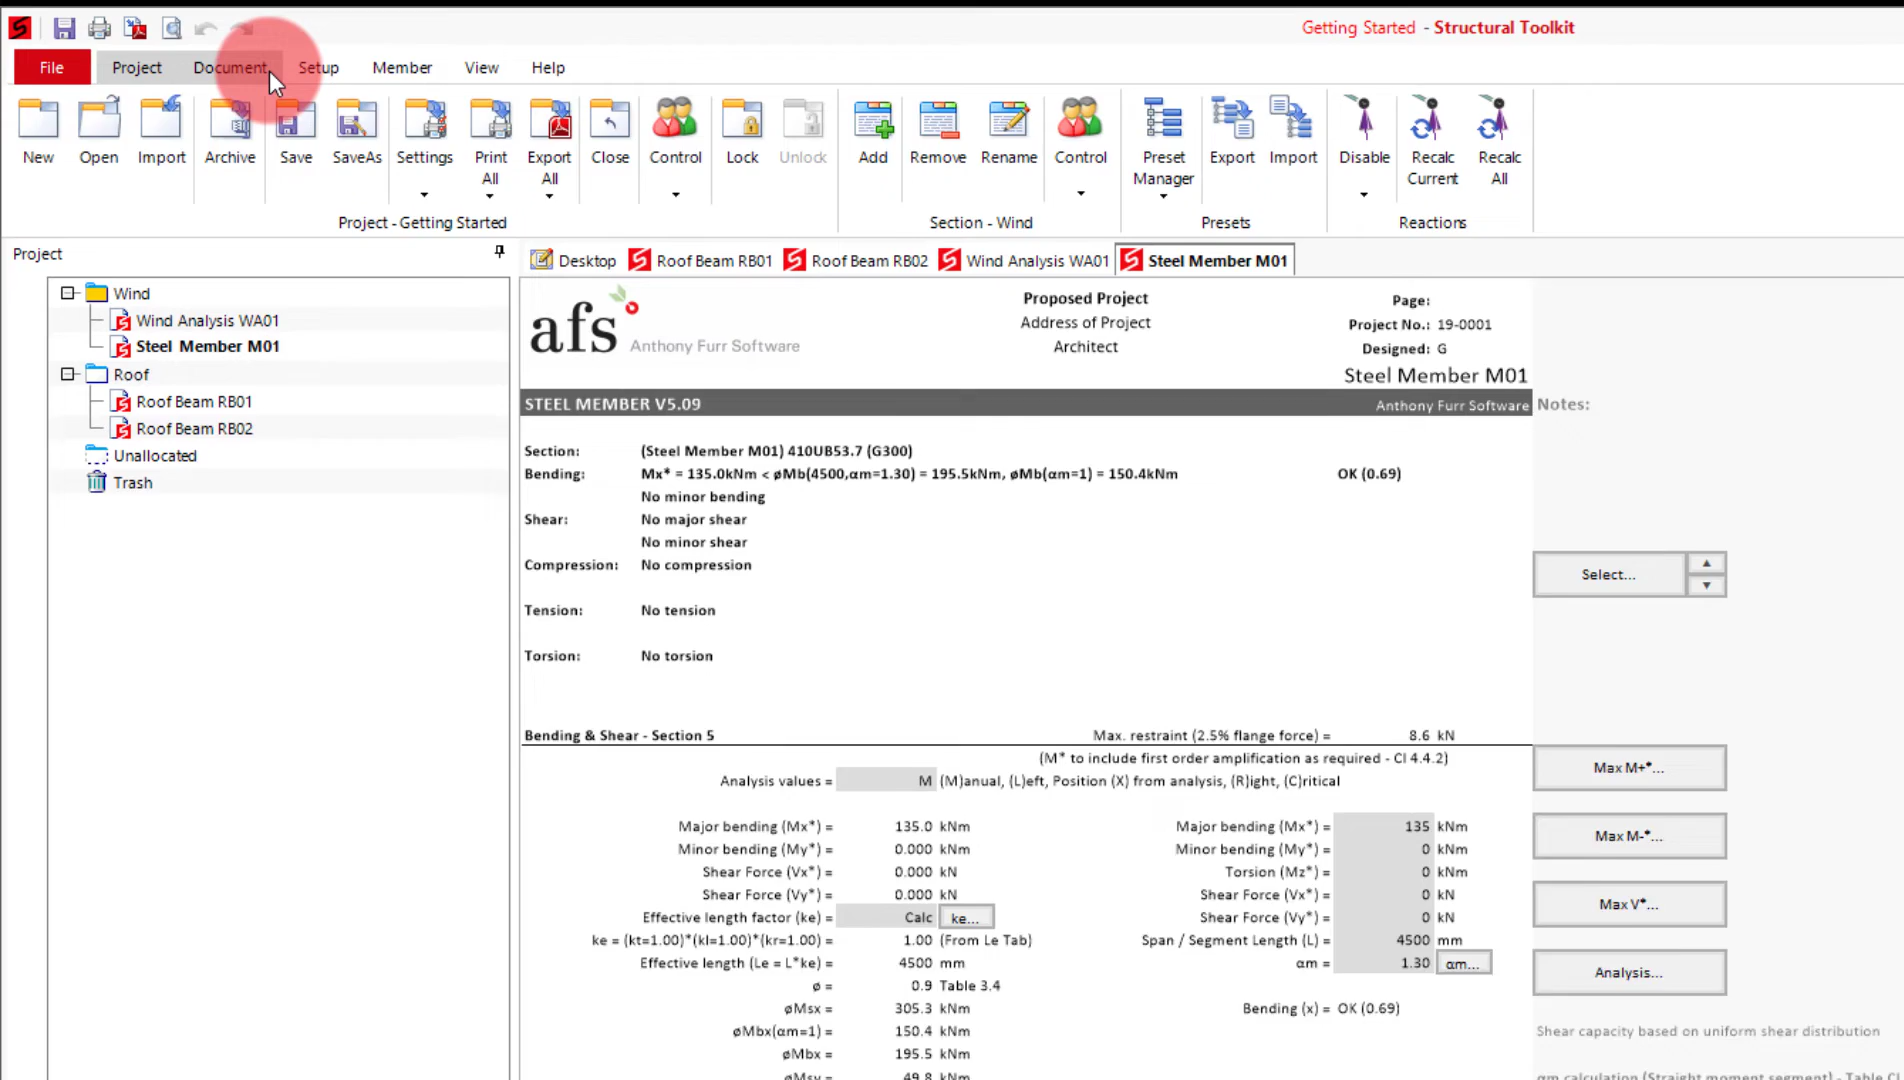 Getting Started - Structural Toolkit
File Project Document Setup Member View Help
New Open Import Archive Save SaveAs Settings Print All Export All Close Control Lock Unlock Add Remove Rename Control Preset Manager Export Import Disable Recalc Current Recalc All
Project - Getting Started Section - Wind Presets Reactions
Project
Desktop Roof Beam RB01 Roof Beam RB02 Wind Analysis WA01 Steel Member M01
Wind
Wind Analysis WA01
Steel Member M01
Roof
Roof Beam RB01
Roof Beam RB02
Unallocated
Trash
afs Anthony Furr Software
Proposed Project
Address of Project
Architect
Page:
Project No.: 19-0001
Designed: G
Steel Member M01
STEEL MEMBER V5.09 Anthony Furr Software Notes:
Section: (Steel Member M01) 410UB53.7 (G300)
Bending: Mx* = 135.0kNm < øMb(4500,αm=1.30) = 195.5kNm, øMb(αm=1) = 150.4kNm OK (0.69)
No minor bending
Shear: No major shear
No minor shear
Compression: No compression
Select...
Tension: No tension
Torsion: No torsion
Bending & Shear - Section 5 Max. restraint (2.5% flange force) = 8.6 kN
(M* to include first order amplification as required - Cl 4.4.2)
Max M+*...
Analysis values = M (M)anual, (L)eft, Position (X) from analysis, (R)ight, (C)ritical
Major bending (Mx*) = 135.0 kNm Major bending (Mx*) = 135 kNm
Max M-*...
Minor bending (My*) = 0.000 kNm Minor bending (My*) = 0 kNm
Shear Force (Vx*) = 0.000 kN Torsion (Mz*) = 0 kNm
Shear Force (Vy*) = 0.000 kN Shear Force (Vx*) = 0 kN
Max V*...
Effective length factor (ke) = Calc ke... Shear Force (Vy*) = 0 kN
ke = (kt=1.00)*(kl=1.00)*(kr=1.00) = 1.00 (From Le Tab) Span / Segment Length (L) = 4500 mm
Effective length (Le = L*ke) = 4500 mm αm = 1.30 αm...
Analysis...
ø = 0.9 Table 3.4
øMsx = 305.3 kNm Bending (x) = OK (0.69)
øMbx(αm=1) = 150.4 kNm Shear capacity based on uniform shear distribution
øMbx = 195.5 kNm
øMsy = 49.8 kNm αm calculation (Straight moment segment) - Table Cl